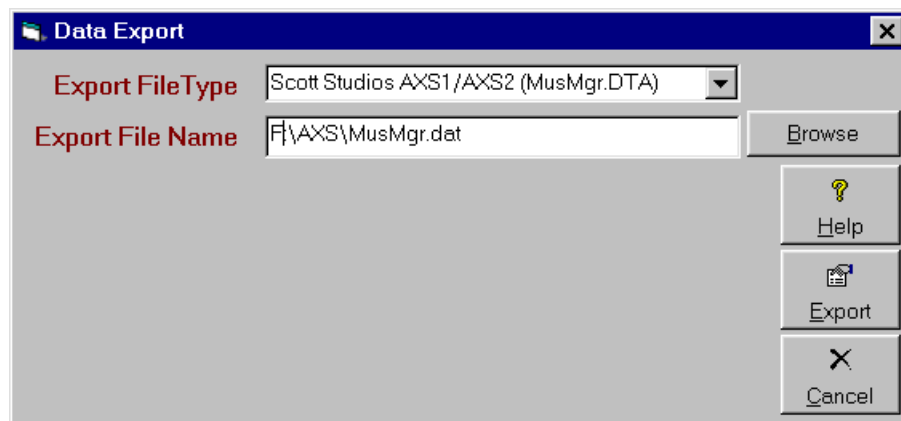 Data Export
Export FileType Scott Studios AXS1/AXS2 (MusMgr.DTA)
Export File Name F:\AXS\MusMgr.dat Browse
Help
Export
Cancel